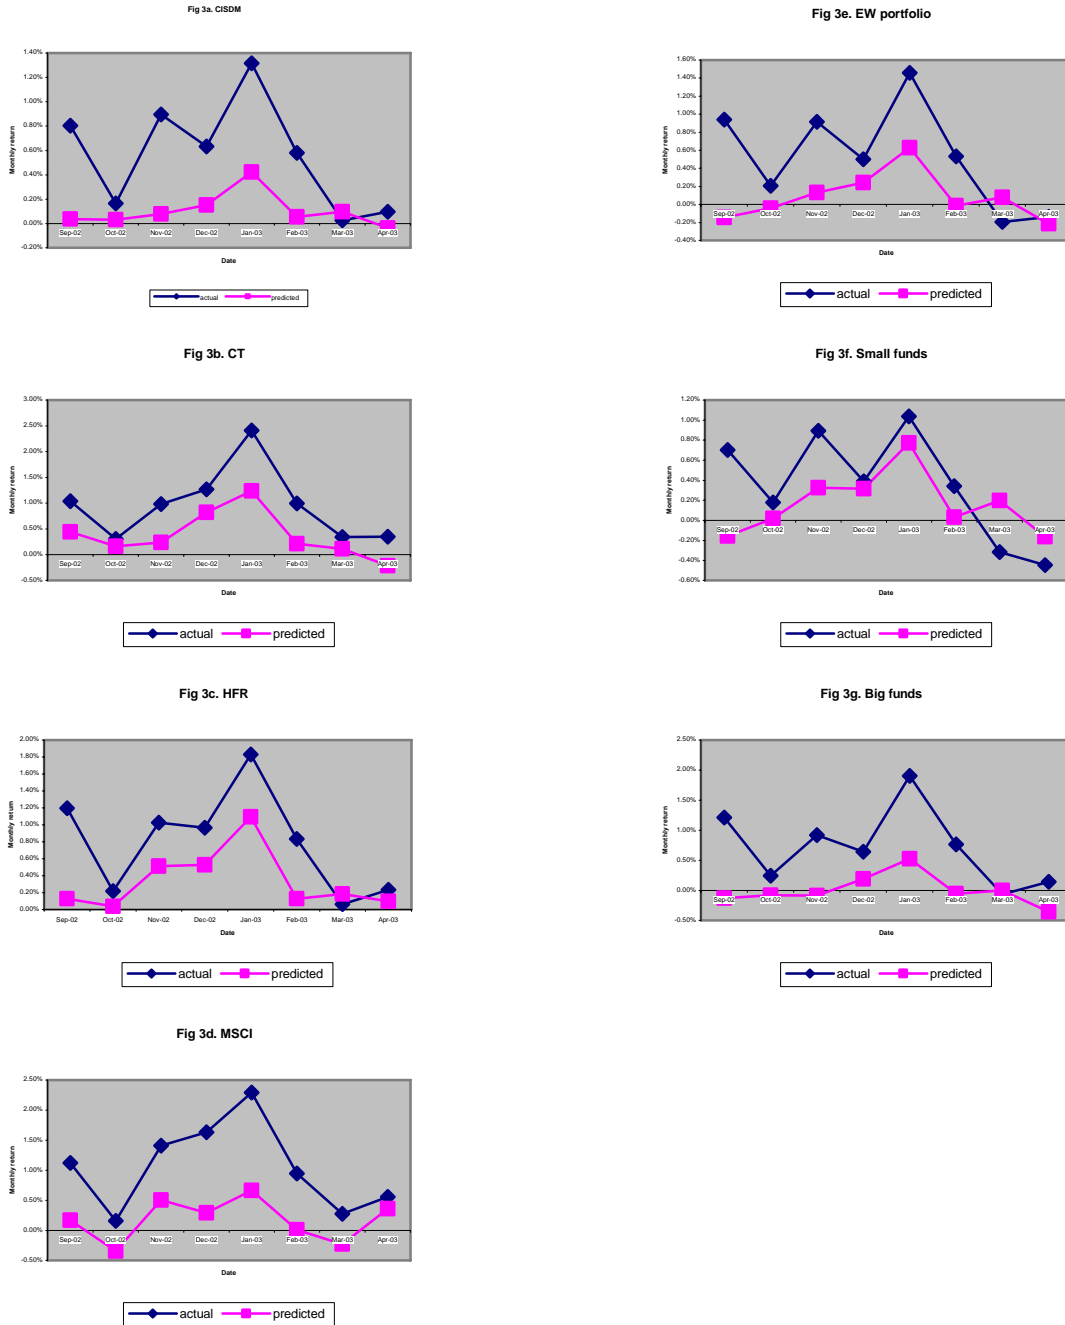 Fig 3a. CISDM
1.40%
1.20%
1.00%
0.80%
0.60%
0.40%
0.20%
0.00%
-0.20%
Monthly return
Sep-02 Oct-02 Nov-02 Dec-02 Jan-03 Feb-03 Mar-03 Apr-03
Date
actual predicted
Fig 3b. CT
3.00%
2.50%
2.00%
1.50%
1.00%
0.50%
0.00%
-0.50%
Monthly return
Sep-02 Oct-02 Nov-02 Dec-02 Jan-03 Feb-03 Mar-03 Apr-03
Date
actual predicted
Fig 3c. HFR
2.00%
1.80%
1.60%
1.40%
1.20%
1.00%
0.80%
0.60%
0.40%
0.20%
0.00%
Monthly return
Sep-02 Oct-02 Nov-02 Dec-02 Jan-03 Feb-03 Mar-03 Apr-03
Date
actual predicted
Fig 3d. MSCI
2.50%
2.00%
1.50%
1.00%
0.50%
0.00%
-0.50%
Monthly return
Sep-02 Oct-02 Nov-02 Dec-02 Jan-03 Feb-03 Mar-03 Apr-03
Date
actual predicted
Fig 3e. EW portfolio
1.60%
1.40%
1.20%
1.00%
0.80%
0.60%
0.40%
0.20%
0.00%
-0.20%
-0.40%
Monthly return
Sep-02 Oct-02 Nov-02 Dec-02 Jan-03 Feb-03 Mar-03 Apr-03
Date
actual predicted
Fig 3f. Small funds
1.20%
1.00%
0.80%
0.60%
0.40%
0.20%
0.00%
-0.20%
-0.40%
-0.60%
Monthly return
Sep-02 Oct-02 Nov-02 Dec-02 Jan-03 Feb-03 Mar-03 Apr-03
Date
actual predicted
Fig 3g. Big funds
2.50%
2.00%
1.50%
1.00%
0.50%
0.00%
-0.50%
Monthly return
Sep-02 Oct-02 Nov-02 Dec-02 Jan-03 Feb-03 Mar-03 Apr-03
Date
actual predicted